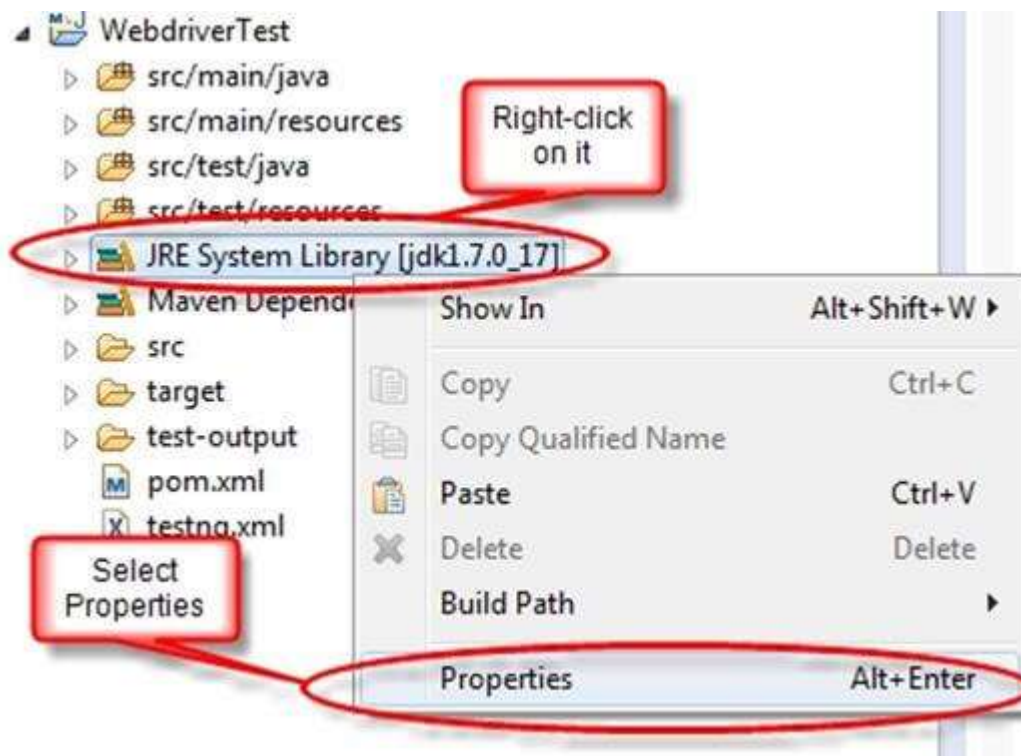 WebdriverTest
src/main/java
src/main/resources
src/test/java
src/test/resources
JRE System Library [jdk1.7.0_17]
Maven Depend
src
target
test-output
pom.xml
testng.xml
Right-click
on it
Show In Alt+Shift+W
Copy Ctrl+C
Copy Qualified Name
Paste Ctrl+V
Delete Delete
Build Path
Properties Alt+Enter
Select
Properties